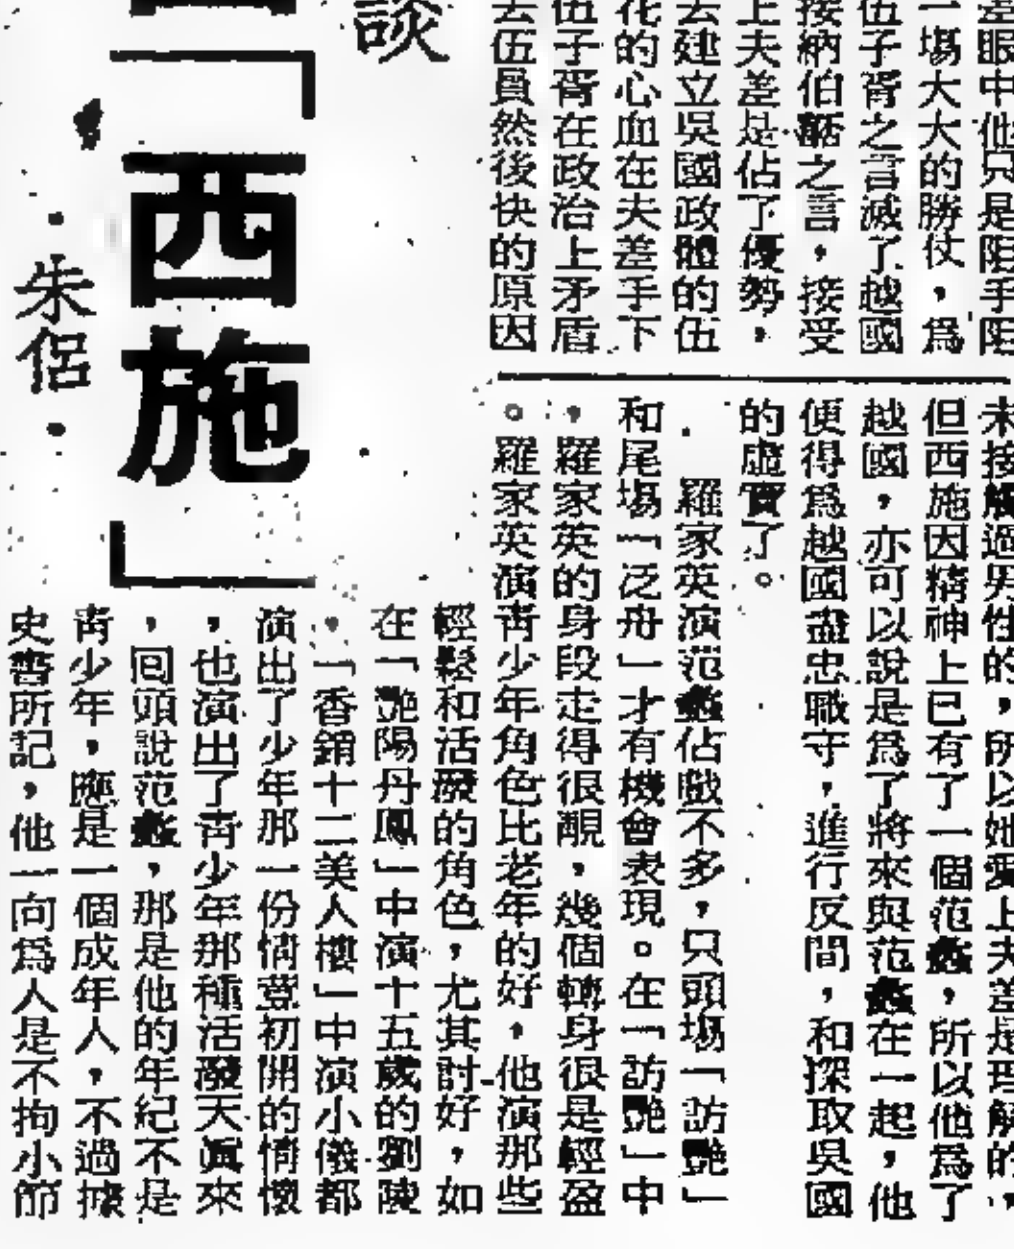 談
「西施」
·朱侶·
差眼中他只是阻手阻
一塲大大的勝仗，爲
伍子胥之言滅了越國
接納伯嚭之言，接受
上夫差是佔了優勢，
去建立吳國政體的伍
花的心血在夫差手下
伍子胥在政治上矛盾
去伍員然後快的原因
未接觸過男性的，所以她愛上夫差是理解的，
但西施因精神上已有了一個范蠡，所以他爲了
越國，亦可以說是爲了將來與范蠡在一起，他
便得爲越國盡忠職守，進行反間，和探取吳國
的虛實了。
羅家英演范蠡佔戲不多，只頭塲「訪艷」
和尾塲「泛舟」才有機會表現。在「訪艷」中
，羅家英的身段走得很靚，幾個轉身很是輕盈
。羅家英演靑少年角色比老年的好，他演那些
輕鬆和活潑的角色，尤其討好，如
在「艷陽丹鳳」中演十五歲的劉陵
，「香銷十二美人樓」中演小儀都
演出了少年那一份情荳初開的情懷
，也演出了靑少年那種活潑天眞來
，囘頭說范蠡，那是他的年紀不是
靑少年，應是一個成年人，不過據
史書所記，他一向爲人是不拘小節